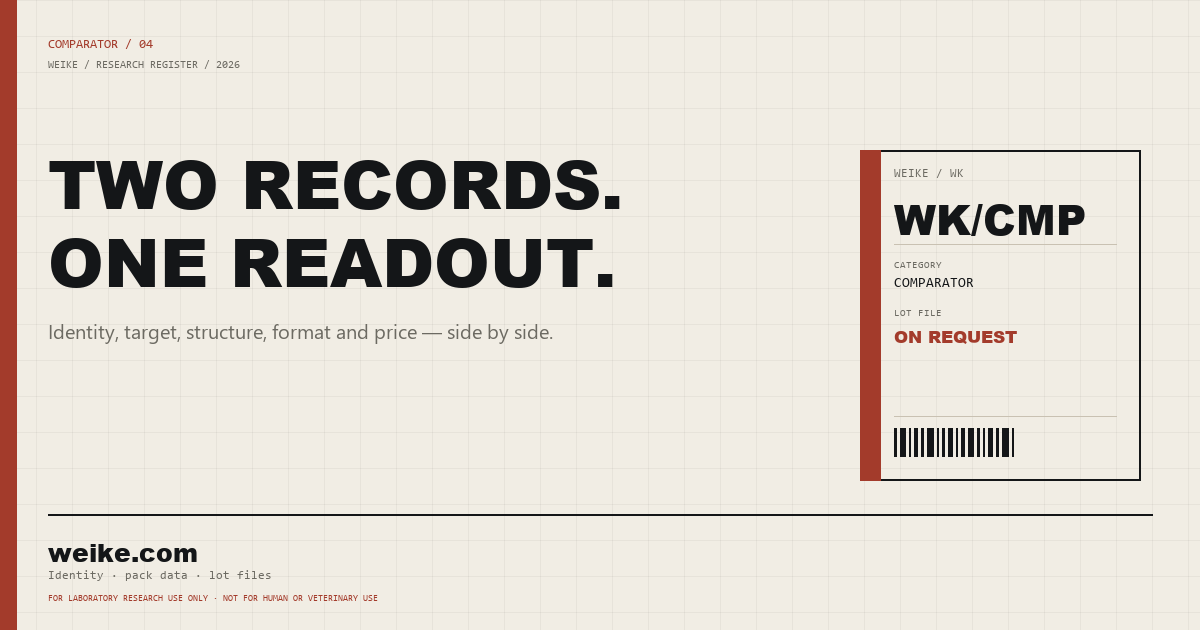 COMPARATOR / 04
WEIKE / RESEARCH REGISTER / 2026
TWO RECORDS.
ONE READOUT.
Identity, target, structure, format and price — side by side.
WEIKE / WK
WK/CMP
CATEGORY
COMPARATOR
LOT FILE
ON REQUEST
weike.com
Identity · pack data · lot files
FOR LABORATORY RESEARCH USE ONLY · NOT FOR HUMAN OR VETERINARY USE